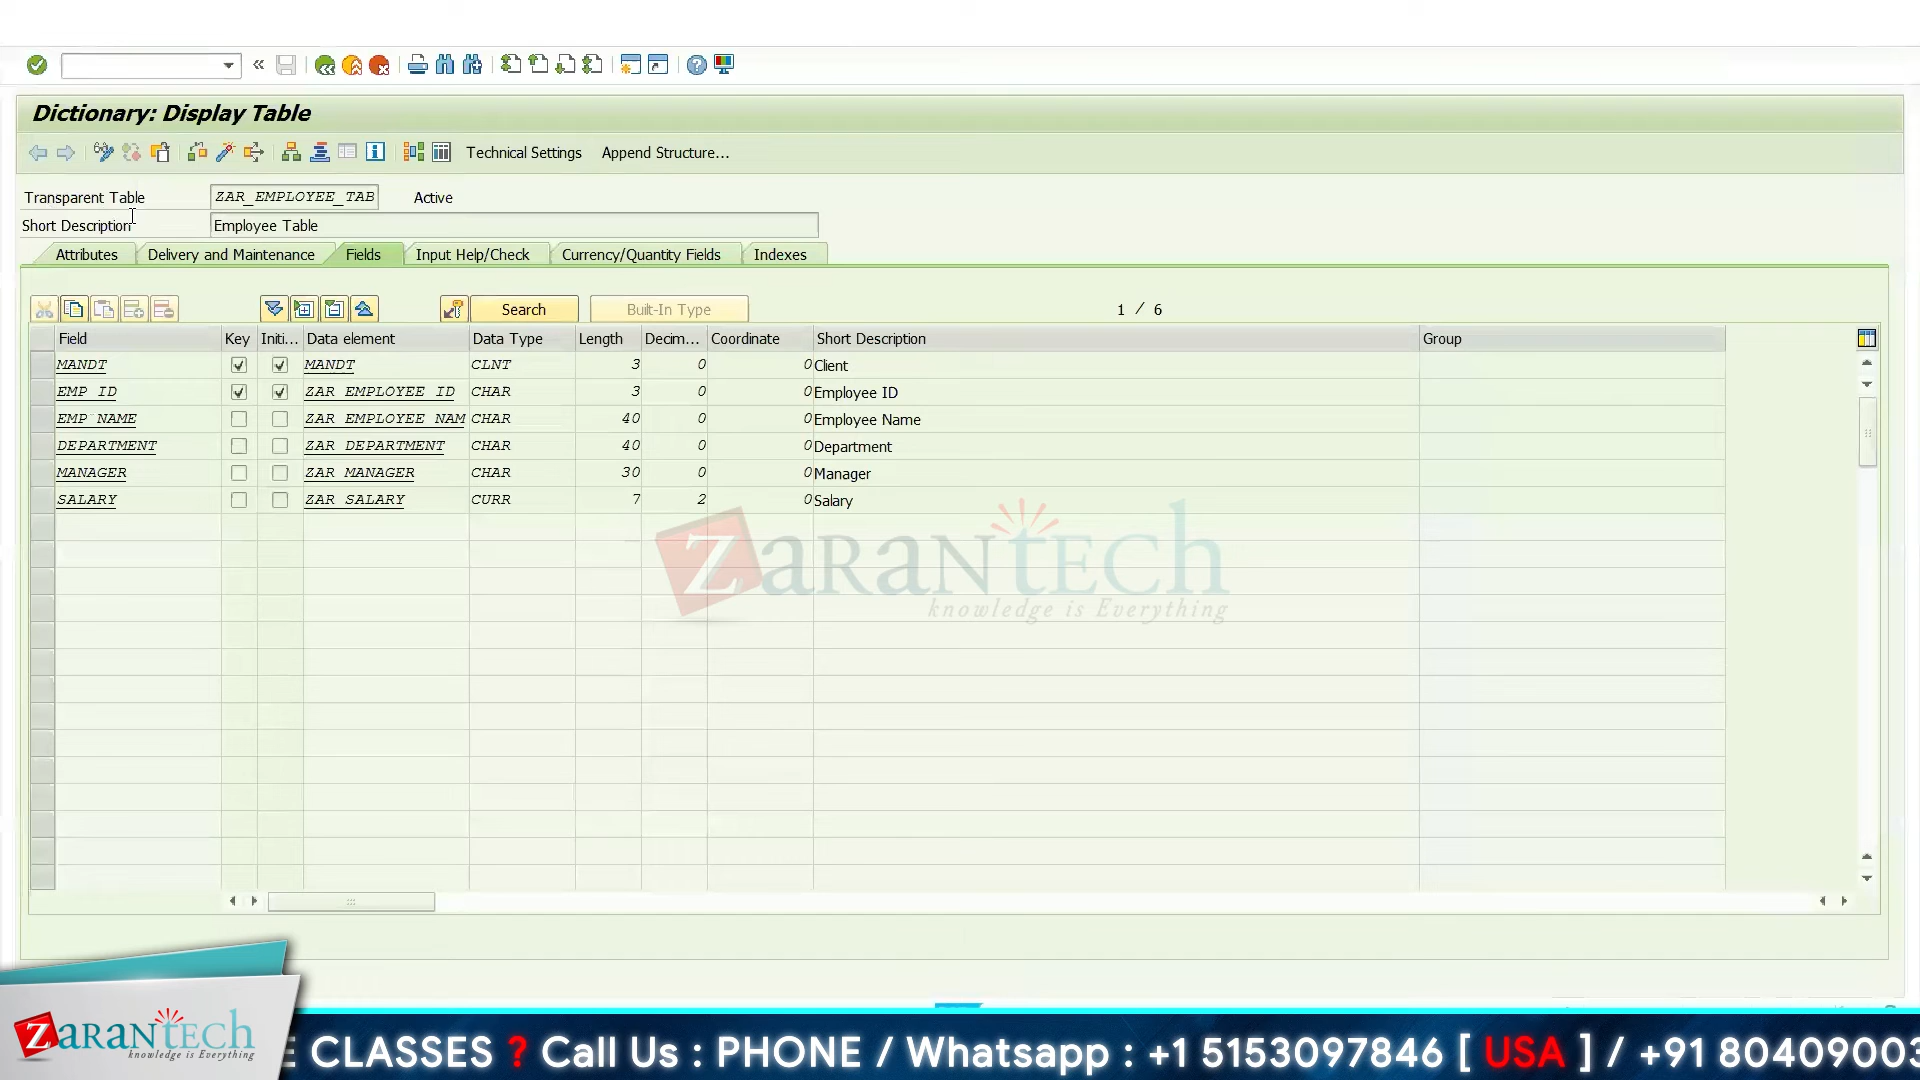 Dictionary: Display Table
Technical Settings Append Structure...
Transparent Table ZAR_EMPLOYEE_TAB Active
Short Description Employee Table
Attributes Delivery and Maintenance Fields Input Help/Check Currency/Quantity Fields Indexes
Search Built-In Type 1 / 6
Field Key Initi... Data element Data Type Length Decim... Coordinate Short Description Group
MANDT MANDT CLNT 3 0 0 Client
EMP_ID ZAR_EMPLOYEE_ID CHAR 3 0 0 Employee ID
EMP_NAME ZAR_EMPLOYEE_NAM CHAR 40 0 0 Employee Name
DEPARTMENT ZAR_DEPARTMENT CHAR 40 0 0 Department
MANAGER ZAR_MANAGER CHAR 30 0 0 Manager
SALARY ZAR_SALARY CURR 7 2 0 Salary
ZARANTECH
knowledge is Everything
ZARANTECH
knowledge is Everything
E CLASSES ? Call Us : PHONE / Whatsapp : +1 5153097846 [ USA ] / +91 80409003